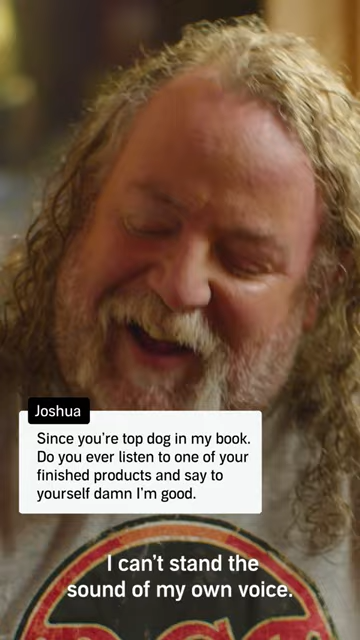 Joshua
Since you're top dog in my book.
Do you ever listen to one of your
finished products and say to
yourself damn I'm good.
I can't stand the
sound of my own voice.